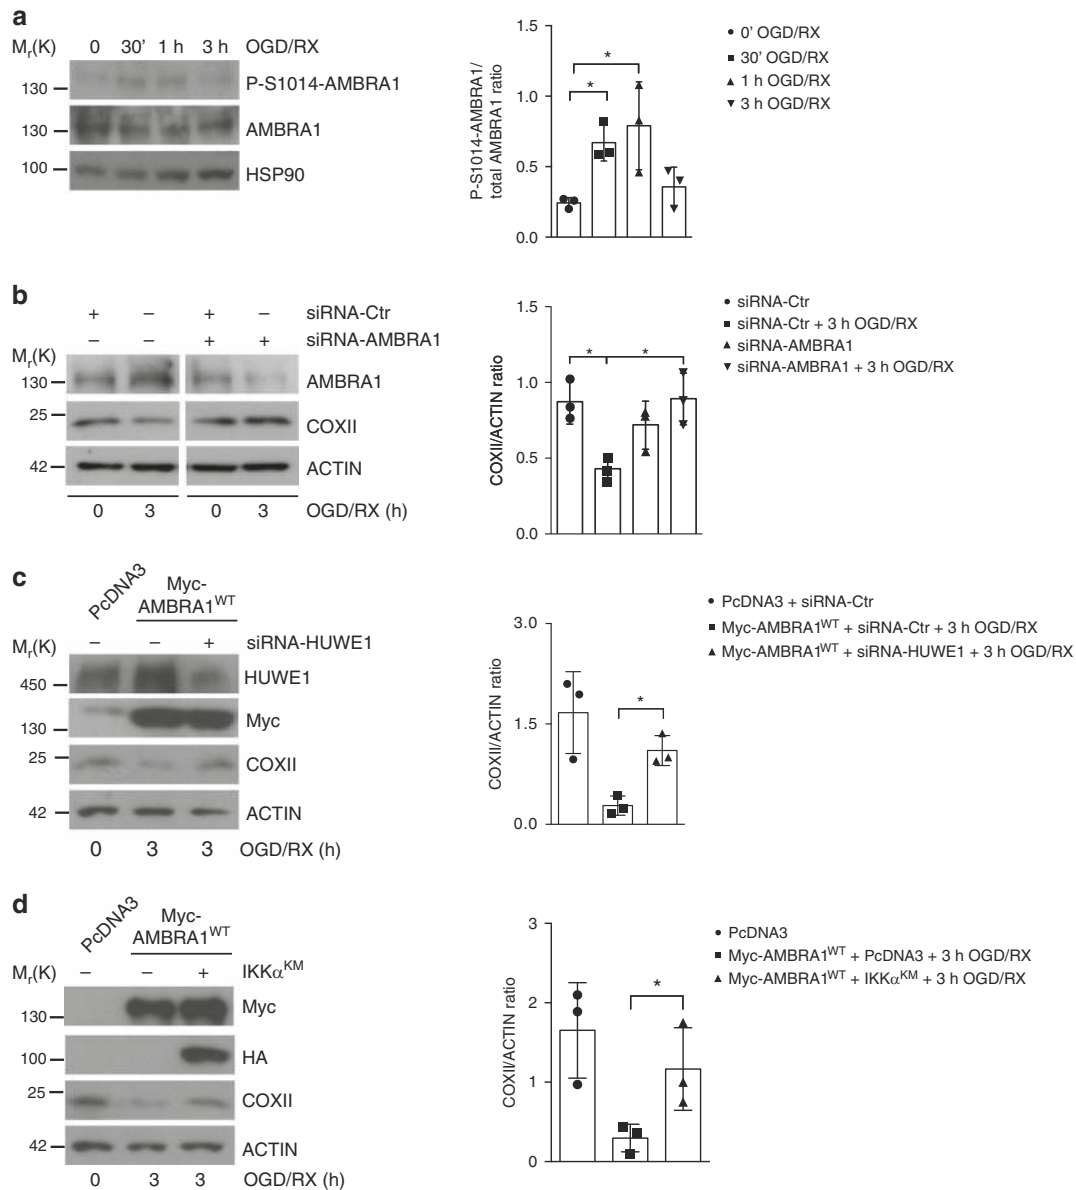 a
Mr(K) 0 30' 1 h 3 h OGD/RX
130 P-S1014-AMBRA1
130 AMBRA1
100 HSP90
P-S1014-AMBRA1/
total AMBRA1 ratio
1.5
1.0
0.5
0.0
* *
0' OGD/RX
30' OGD/RX
1 h OGD/RX
3 h OGD/RX
b
+ – + – siRNA-Ctr
– – + + siRNA-AMBRA1
Mr(K)
130 AMBRA1
25 COXII
42 ACTIN
0 3 0 3 OGD/RX (h)
COXII/ACTIN ratio
1.5
1.0
0.5
0.0
* *
siRNA-Ctr
siRNA-Ctr + 3 h OGD/RX
siRNA-AMBRA1
siRNA-AMBRA1 + 3 h OGD/RX
c
PcDNA3
Myc-
AMBRA1WT
– – + siRNA-HUWE1
Mr(K)
450 HUWE1
130 Myc
25 COXII
42 ACTIN
0 3 3 OGD/RX (h)
COXII/ACTIN ratio
3.0
1.5
0.0
*
PcDNA3 + siRNA-Ctr
Myc-AMBRA1WT + siRNA-Ctr + 3 h OGD/RX
Myc-AMBRA1WT + siRNA-HUWE1 + 3 h OGD/RX
d
PcDNA3
Myc-
AMBRA1WT
Mr(K) – – + IKKαKM
130 Myc
100 HA
25 COXII
42 ACTIN
0 3 3 OGD/RX (h)
COXII/ACTIN ratio
3
2
1
0
*
PcDNA3
Myc-AMBRA1WT + PcDNA3 + 3 h OGD/RX
Myc-AMBRA1WT + IKKαKM + 3 h OGD/RX